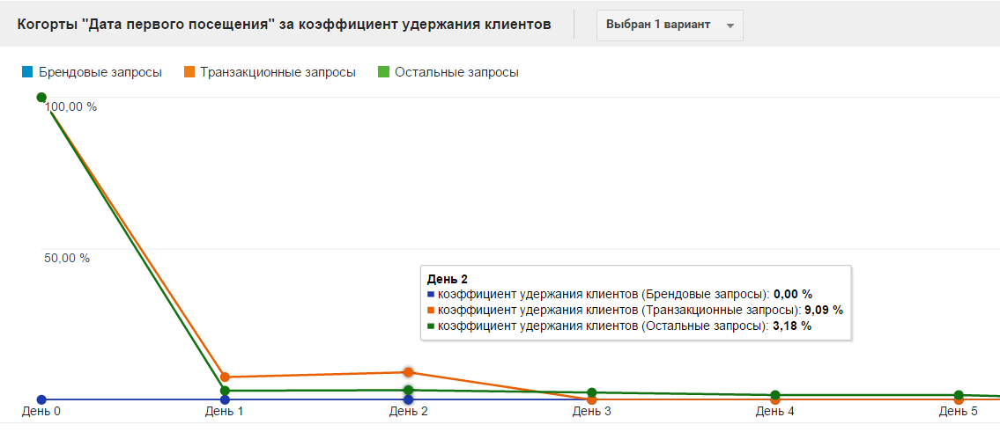 Когорты "Дата первого посещения" за коэффициент удержания клиентов
Выбран 1 вариант
Брендовые запросы
Транзакционные запросы
Остальные запросы
100,00 %
50,00 %
День 2
коэффициент удержания клиентов (Брендовые запросы): 0,00 %
коэффициент удержания клиентов (Транзакционные запросы): 9,09 %
коэффициент удержания клиентов (Остальные запросы): 3,18 %
День 0
День 1
День 2
День 3
День 4
День 5